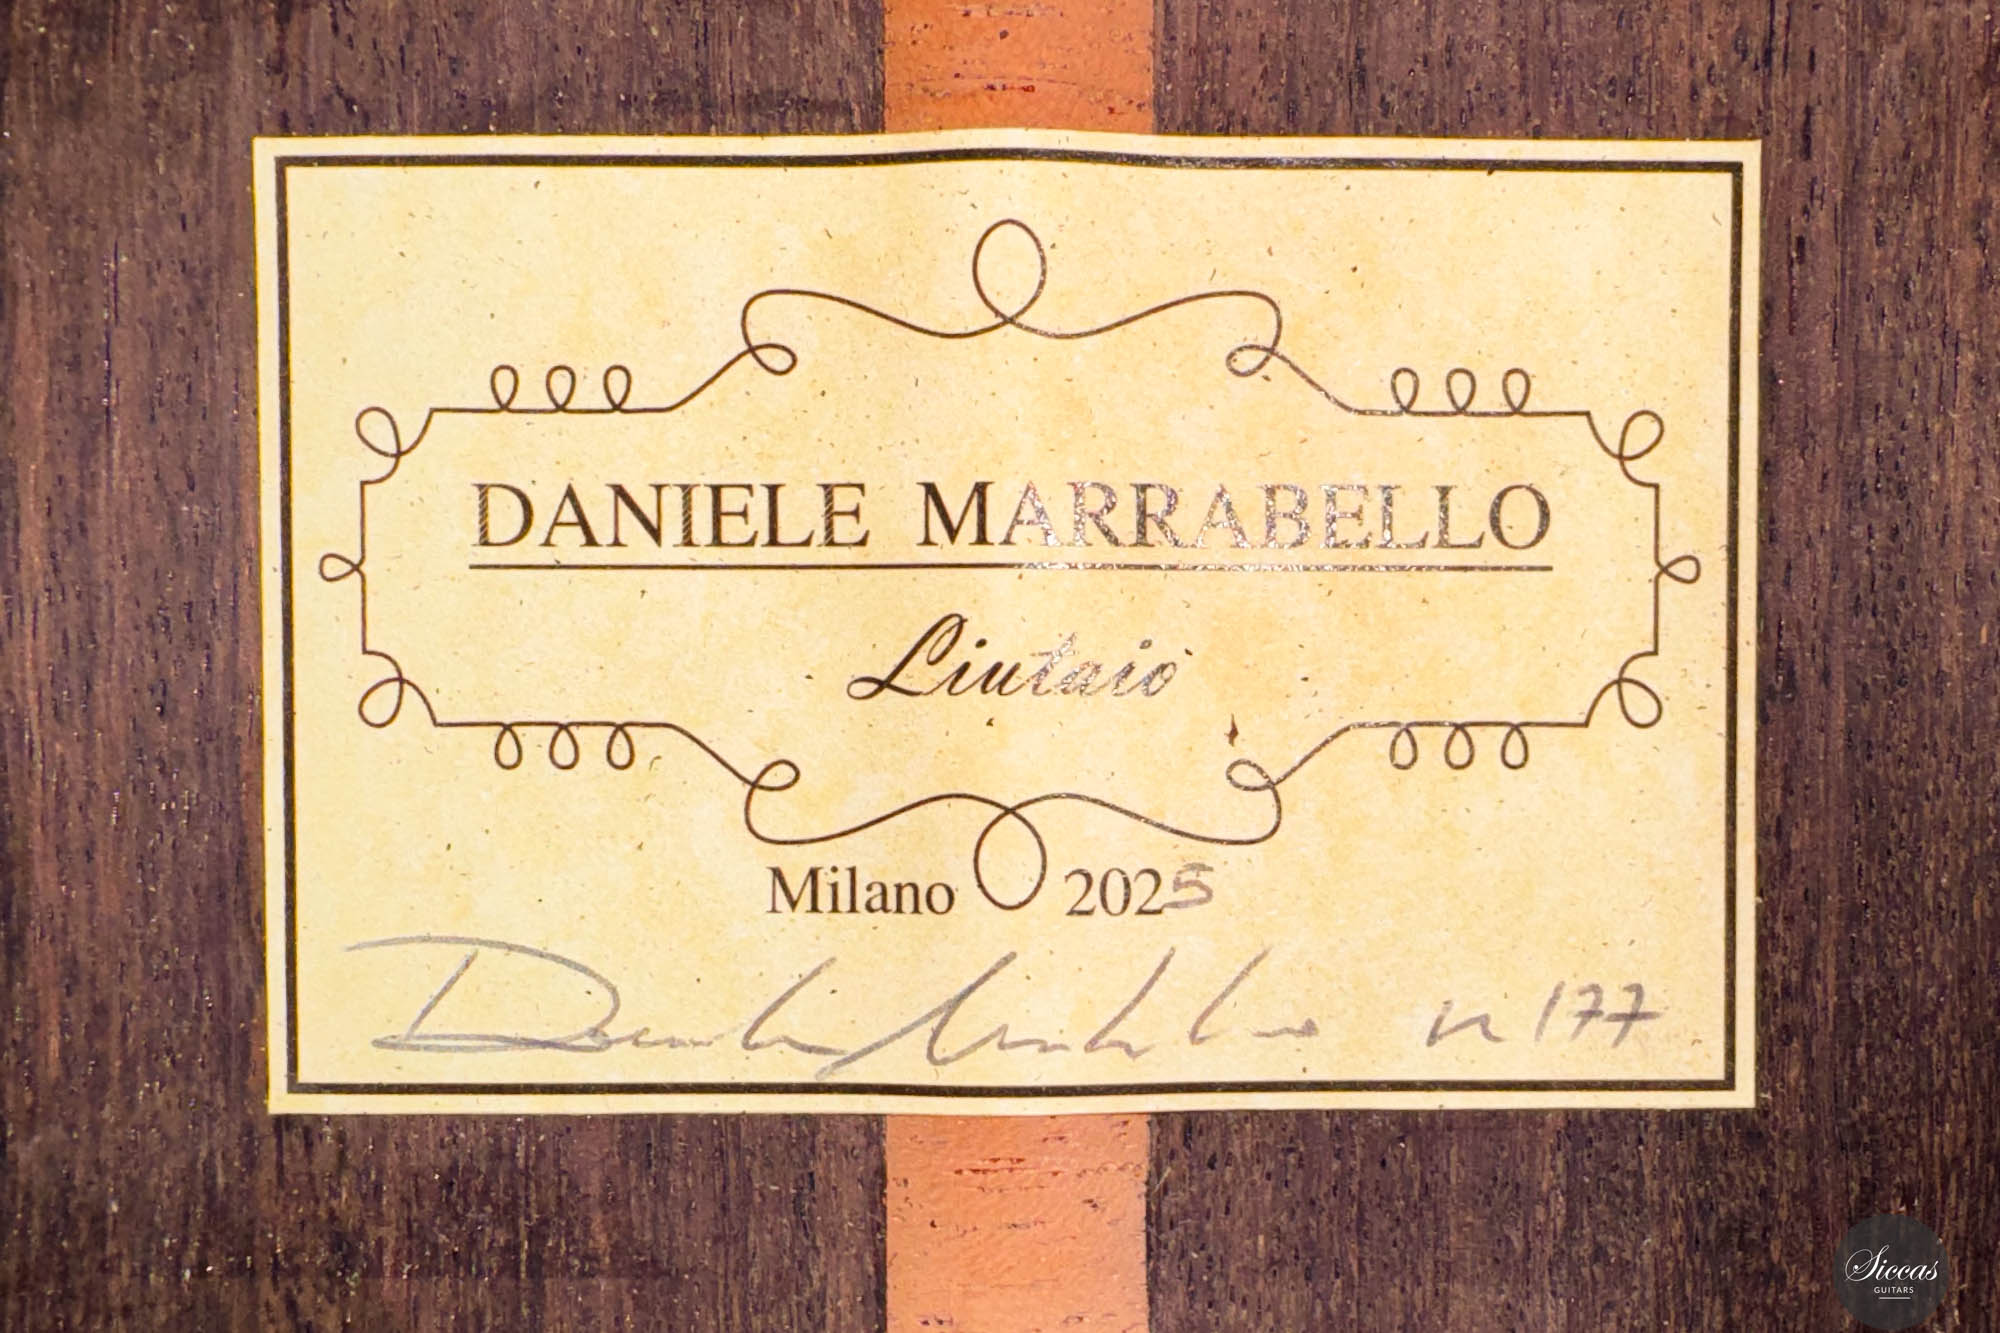 DANIELE MARRABELLO
Liutaio
Milano 2025
n 177
Siccas
GUITARS